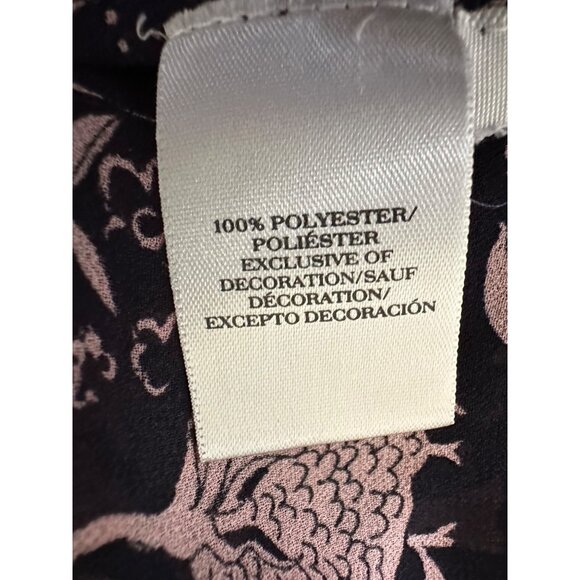 100% POLYESTER/
POLIÉSTER
EXCLUSIVE OF
DECORATION/SAUF
DÉCORATION/
EXCEPTO DECORACIÓN